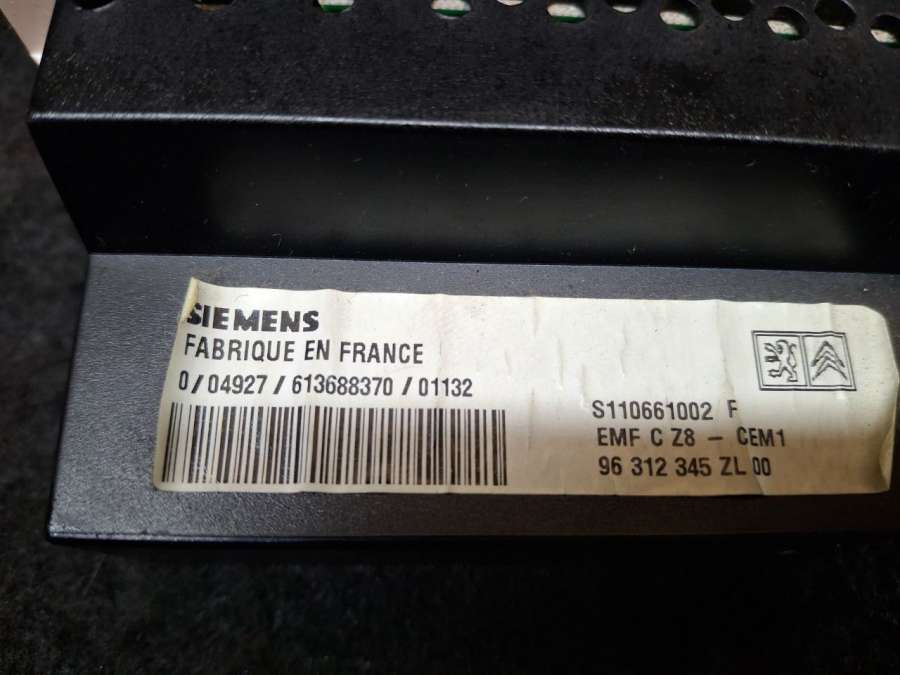 SIEMENS
FABRIQUE EN FRANCE
0/04927/613688370/01132
S110661002 F
EMF C Z8 - CEM1
96 312 345 ZL 00